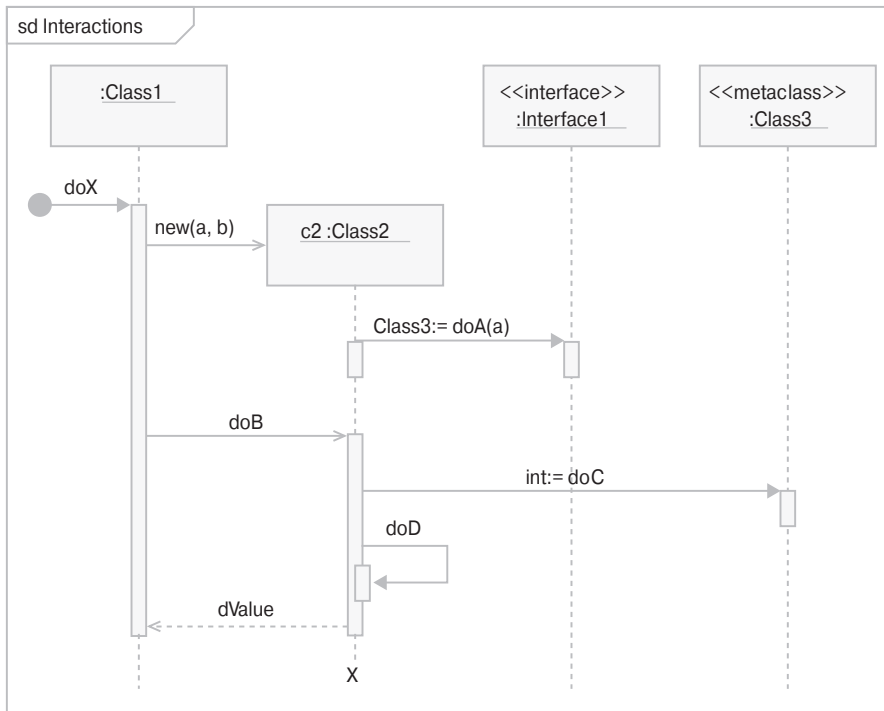 sd Interactions
:Class1
<<interface>>
:Interface1
<<metaclass>>
:Class3
doX
new(a, b)
c2 :Class2
Class3:= doA(a)
doB
int:= doC
doD
dValue
X